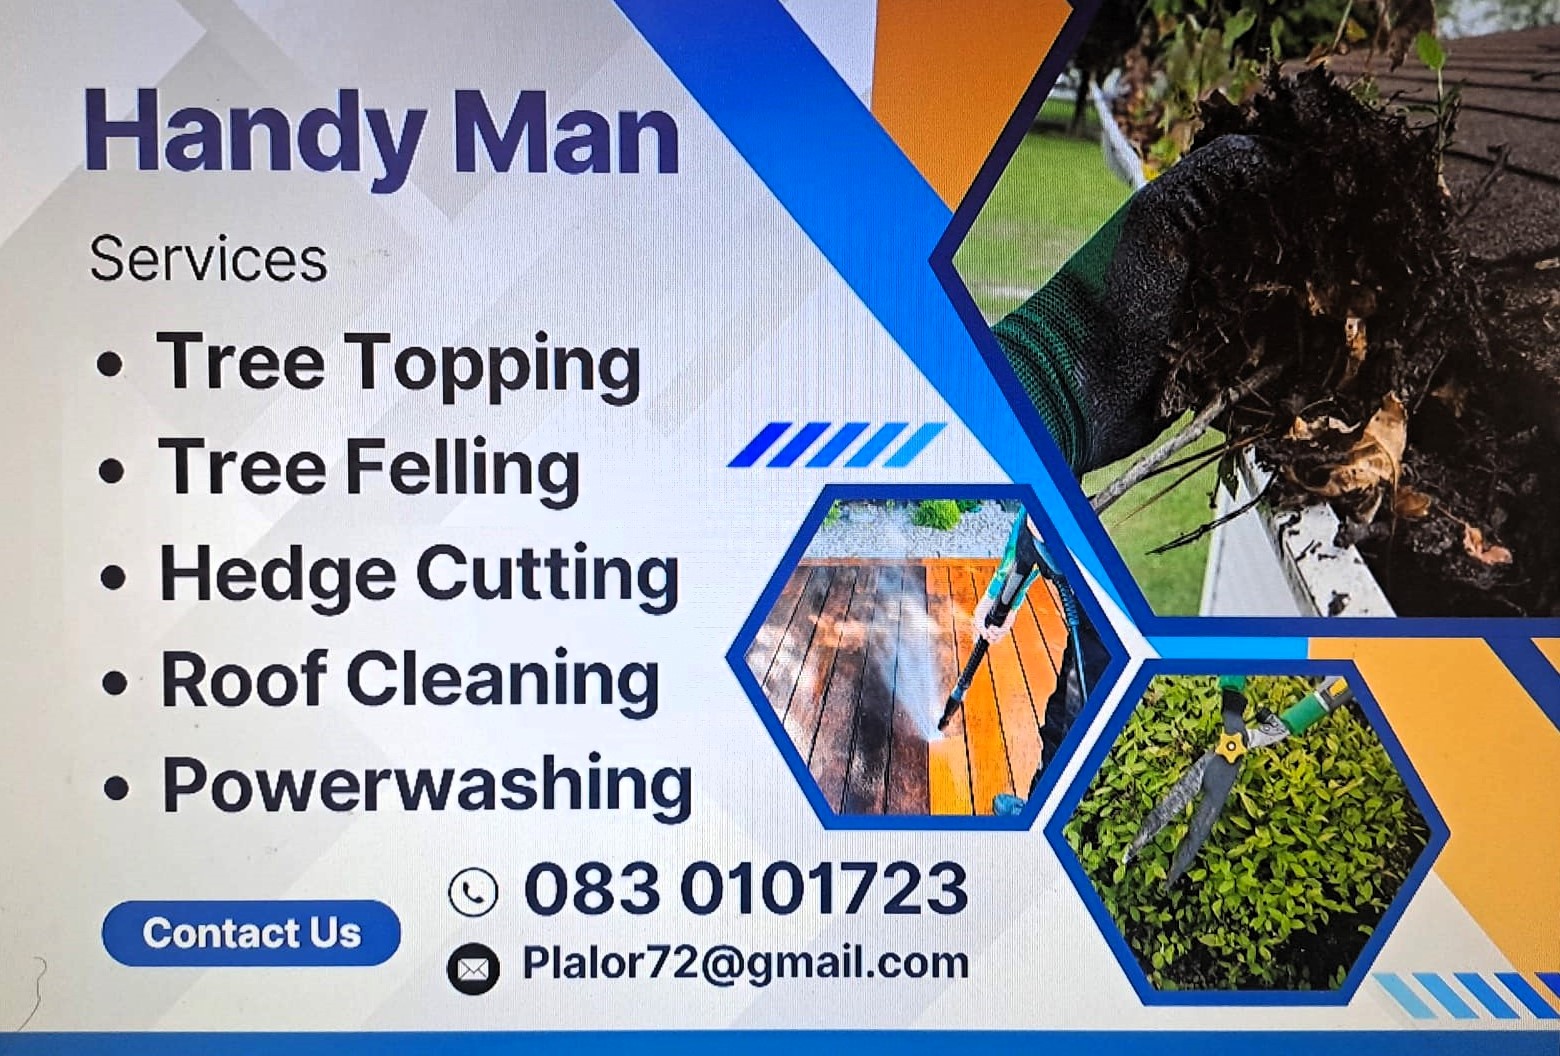 Handy Man
Services
• Tree Topping
• Tree Felling
• Hedge Cutting
• Roof Cleaning
• Powerwashing
083 0101723
Contact Us
Plalor72@gmail.com